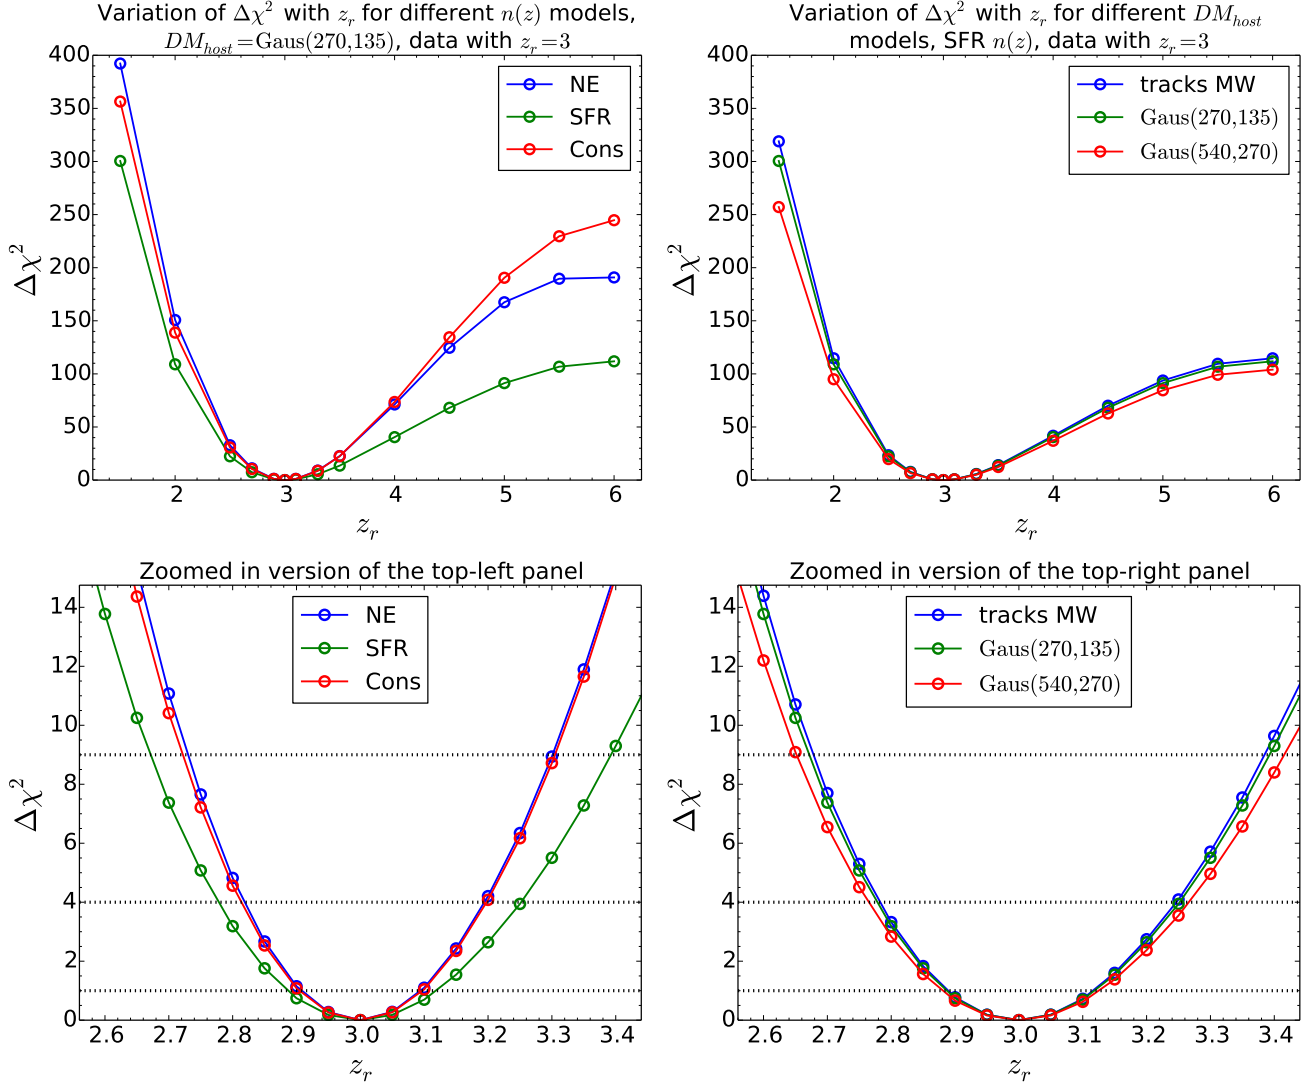 Variation of Δχ² with z_r for different n(z) models,
DM_host=Gaus(270,135), data with z_r=3
400
350
300
250
200
150
100
50
0
2
3
4
5
6
Δχ²
z_r
NE
SFR
Cons
Variation of Δχ² with z_r for different DM_host
models, SFR n(z), data with z_r=3
400
350
300
250
200
150
100
50
0
2
3
4
5
6
Δχ²
z_r
tracks MW
Gaus(270,135)
Gaus(540,270)
Zoomed in version of the top-left panel
14
12
10
8
6
4
2
0
2.6
2.7
2.8
2.9
3.0
3.1
3.2
3.3
3.4
Δχ²
z_r
NE
SFR
Cons
Zoomed in version of the top-right panel
14
12
10
8
6
4
2
0
2.6
2.7
2.8
2.9
3.0
3.1
3.2
3.3
3.4
Δχ²
z_r
tracks MW
Gaus(270,135)
Gaus(540,270)